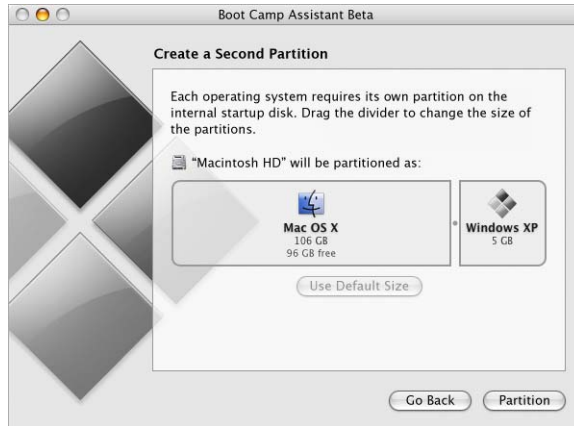 Boot Camp Assistant Beta
Create a Second Partition
Each operating system requires its own partition on the
internal startup disk. Drag the divider to change the size of
the partitions.
“Macintosh HD” will be partitioned as:
Mac OS X
106 GB
96 GB free
Windows XP
5 GB
Use Default Size
Go Back
Partition